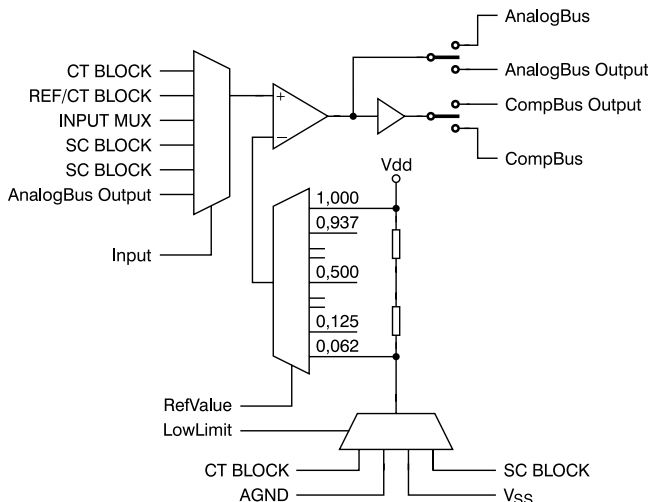 AnalogBus
CT BLOCK
AnalogBus Output
REF/CT BLOCK
CompBus Output
INPUT MUX
SC BLOCK
CompBus
SC BLOCK
Vdd
AnalogBus Output
1,000
0,937
Input
0,500
0,125
0,062
RefValue
LowLimit
CT BLOCK
SC BLOCK
AGND
VSS